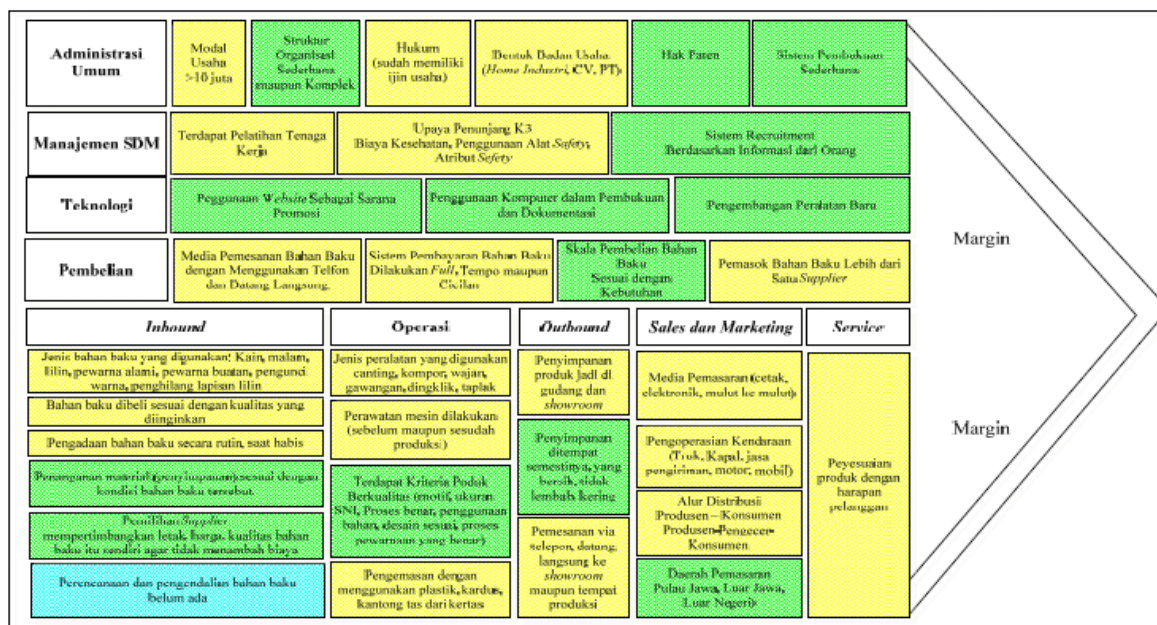 Administrasi
Umum
Modal
Usaha
>10 juta
Struktur
Organisasi
Sederhana
maupun Komplek
Hukum
(sudah memiliki
ijin usaha)
Bentuk Badan Usaha
(Home Industri, CV, PT)
Hak Paten
Sistem Pembukuan
Sederhana
Manajemen SDM
Terdapat Pelatihan Tenaga
Kerja
Upaya Penunjang K3
Biaya Kesehatan, Penggunaan Alat Safety,
Atribut Sefety
Sistem Recruitment
Berdasarkan Informasi dari Orang
Teknologi
Peggunaan Website Sebagai Sarana
Promosi
Penggunaan Komputer dalam Pembukuan
dan Dokumentasi
Pengembangan Peralatan Baru
Pembelian
Media Pemesanan Bahan Baku
dengan Menggunakan Telfon
dan Datang Langsung.
Sistem Pembayaran Bahan Baku
Dilakukan Full, Tempo maupun
Cicilan
Skala Pembelian Bahan
Baku
Sesuai dengan
Kebutuhan
Pemasok Bahan Baku Lebih dari
Satu Supplier
Margin
Inbound
Operasi
Outbound
Sales dan Marketing
Service
Jenis bahan baku yang digunakan: Kain, malam,
lilin, pewarna alami, pewarna buatan, pengunci
warna, penghilang lapisan lilin
Bahan baku dibeli sesuai dengan kualitas yang
diinginkan
Pengadaan bahan baku secara rutin, saat habis
Penanganan material (penyimpanan) sesuai dengan
kondisi bahan baku tersebut.
Pemilihan Supplier
mempertimbangkan letak, harga, kualitas bahan
baku itu sendiri agar tidak menambah biaya
Perencanaan dan pengendalian bahan baku
belum ada
Jenis peralatan yang digunakan
canting, kompor, wajan,
gawangan, dingklik, taplak
Perawatan mesin dilakukan
(sebelum maupun sesudah
produksi)
Terdapat Kriteria Poduk
Berkualitas (motif, ukuran
SNI, Proses benar, penggunaan
bahan, desain sesuai, proses
pewarnaan yang benar)
Pengemasan dengan
menggunakan plastik, kardus,
kantong tas dari kertas
Penyimpanan
produk jadi di
gudang dan
showroom
Penyimpanan
ditempat
semestinya, yang
bersih, tidak
lembab, kering
Pemesanan via
telepon, datang
langsung ke
showroom
maupun tempat
produksi
Media Pemasaran (cetak,
elektronik, mulut ke mulut)
Pengoperasian Kendaraan
(Truk, Kapal, jasa
pengiriman, motor, mobil)
Alur Distribusii
Produsen – Konsumen
Produsen-Pengecer-
Konsumen
Daerah Pemasaran
Pulau Jawa, Luar Jawa,
Luar Negeri)
Peyesuaian
produk dengan
harapan
pelanggan
Margin